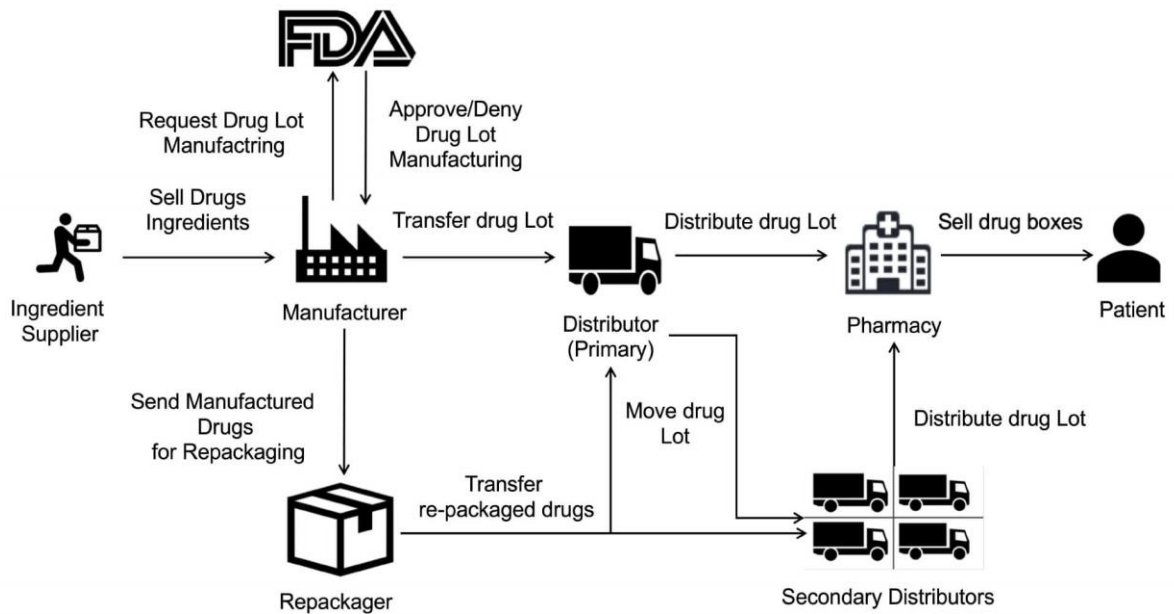 FDA
Request Drug Lot
Manufactring
Approve/Deny
Drug Lot
Manufacturing
Sell Drugs
Ingredients
Transfer drug Lot
Distribute drug Lot
Sell drug boxes
Ingredient
Supplier
Manufacturer
Distributor
(Primary)
Pharmacy
Patient
Send Manufactured
Drugs
for Repackaging
Move drug
Lot
Distribute drug Lot
Transfer
re-packaged drugs
Repackager
Secondary Distributors